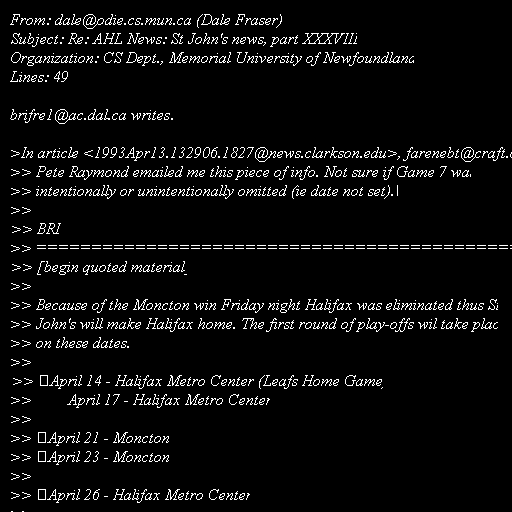 From: dale@odie.cs.mun.ca (Dale Fraser)
Subject: Re: AHL News: St John's news, part XXXVIII
Organization: CS Dept., Memorial University of Newfoundland
Lines: 49

brifre1@ac.dal.ca writes.

>In article <1993Apr13.132906.1827@news.clarkson.edu>, farenebt@craft.c
>> Pete Raymond emailed me this piece of info. Not sure if Game 7 wa.
>> intentionally or unintentionally omitted (ie date not set).|
>>
>> BRI
>> ============================================
>> [begin quoted material
>>
>> Because of the Moncton win Friday night Halifax was eliminated thus St
>> John's will make Halifax home. The first round of play-offs wil take plac
>> on these dates.
>>
>> April 14 - Halifax Metro Center (Leafs Home Game
>> April 17 - Halifax Metro Center
>>
>> April 21 - Moncton
>> April 23 - Moncton
>>
>> April 26 - Halifax Metro Center